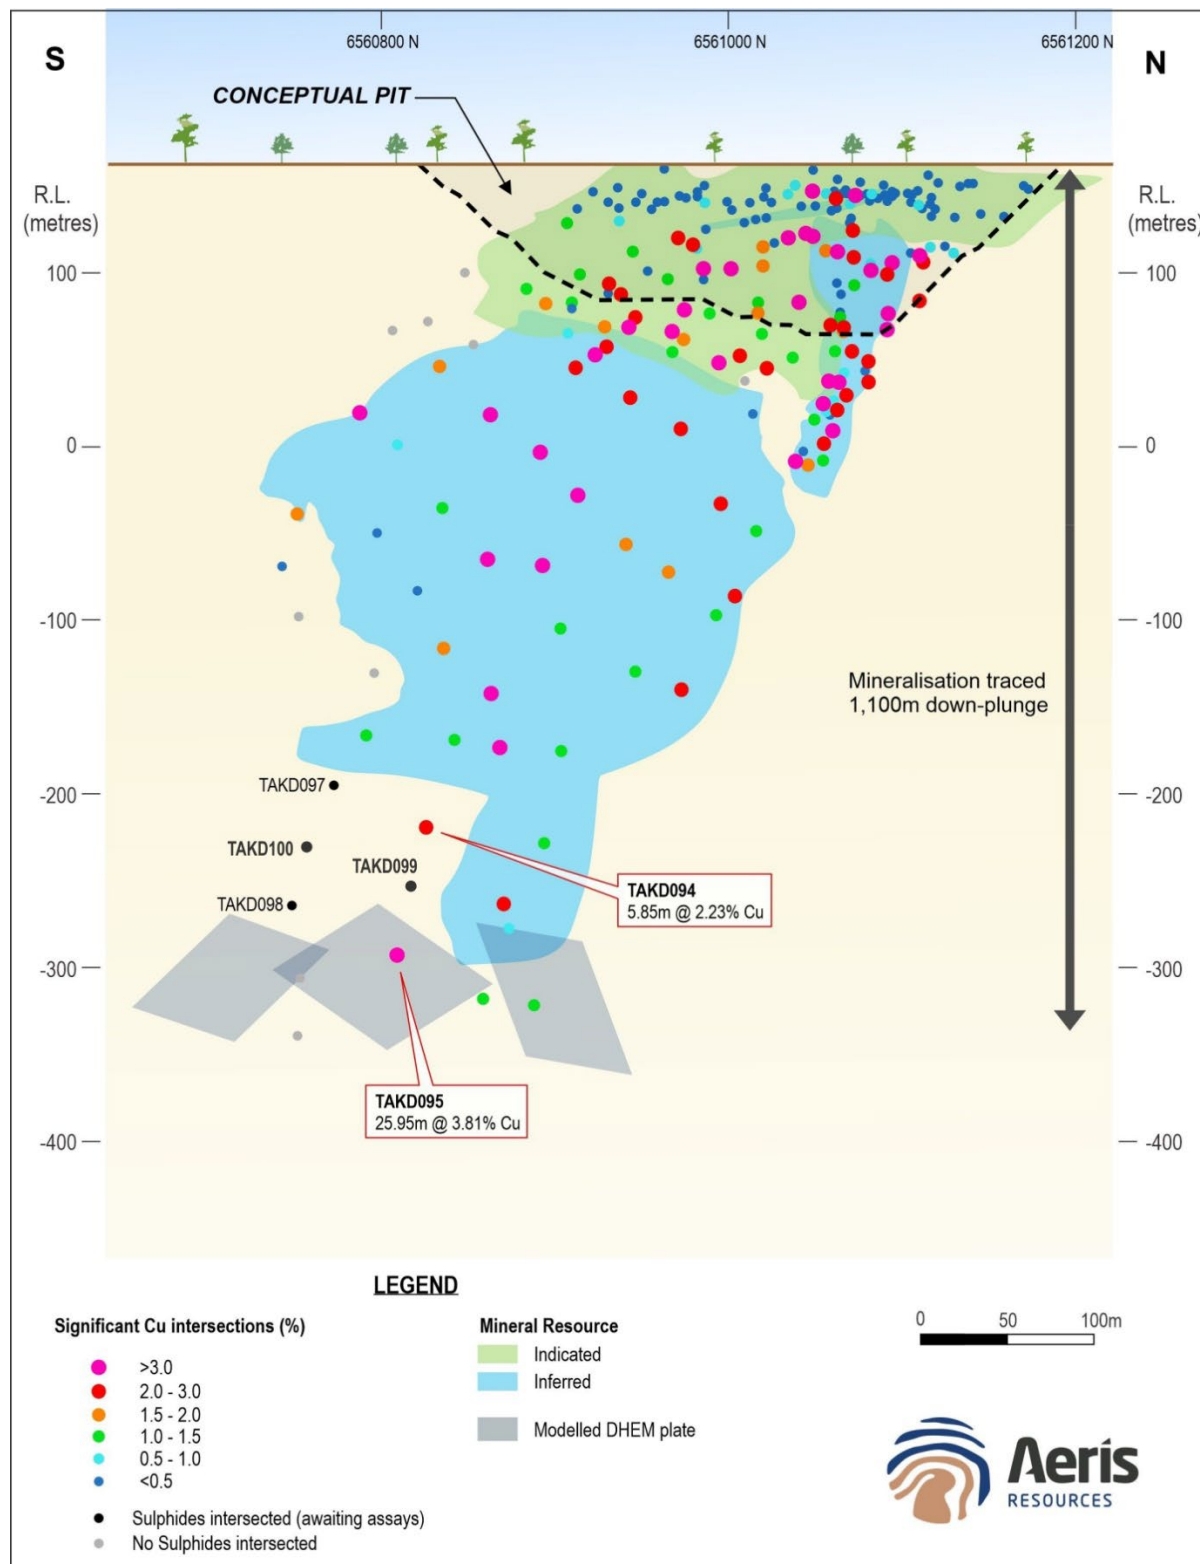 6560800 N
6561000 N
6561200 N
S
N
CONCEPTUAL PIT
R.L.
(metres)
R.L.
(metres)
100
100
0
0
-100
-100
Mineralisation traced
1,100m down-plunge
TAKD097
-200
-200
TAKD100
TAKD099
TAKD094
5.85m @ 2.23% Cu
TAKD098
-300
-300
TAKD095
25.95m @ 3.81% Cu
-400
-400
LEGEND
Significant Cu intersections (%)
>3.0
2.0 - 3.0
1.5 - 2.0
1.0 - 1.5
0.5 - 1.0
<0.5
Sulphides intersected (awaiting assays)
No Sulphides intersected
Mineral Resource
Indicated
Inferred
Modelled DHEM plate
0 50 100m
Aeris
RESOURCES